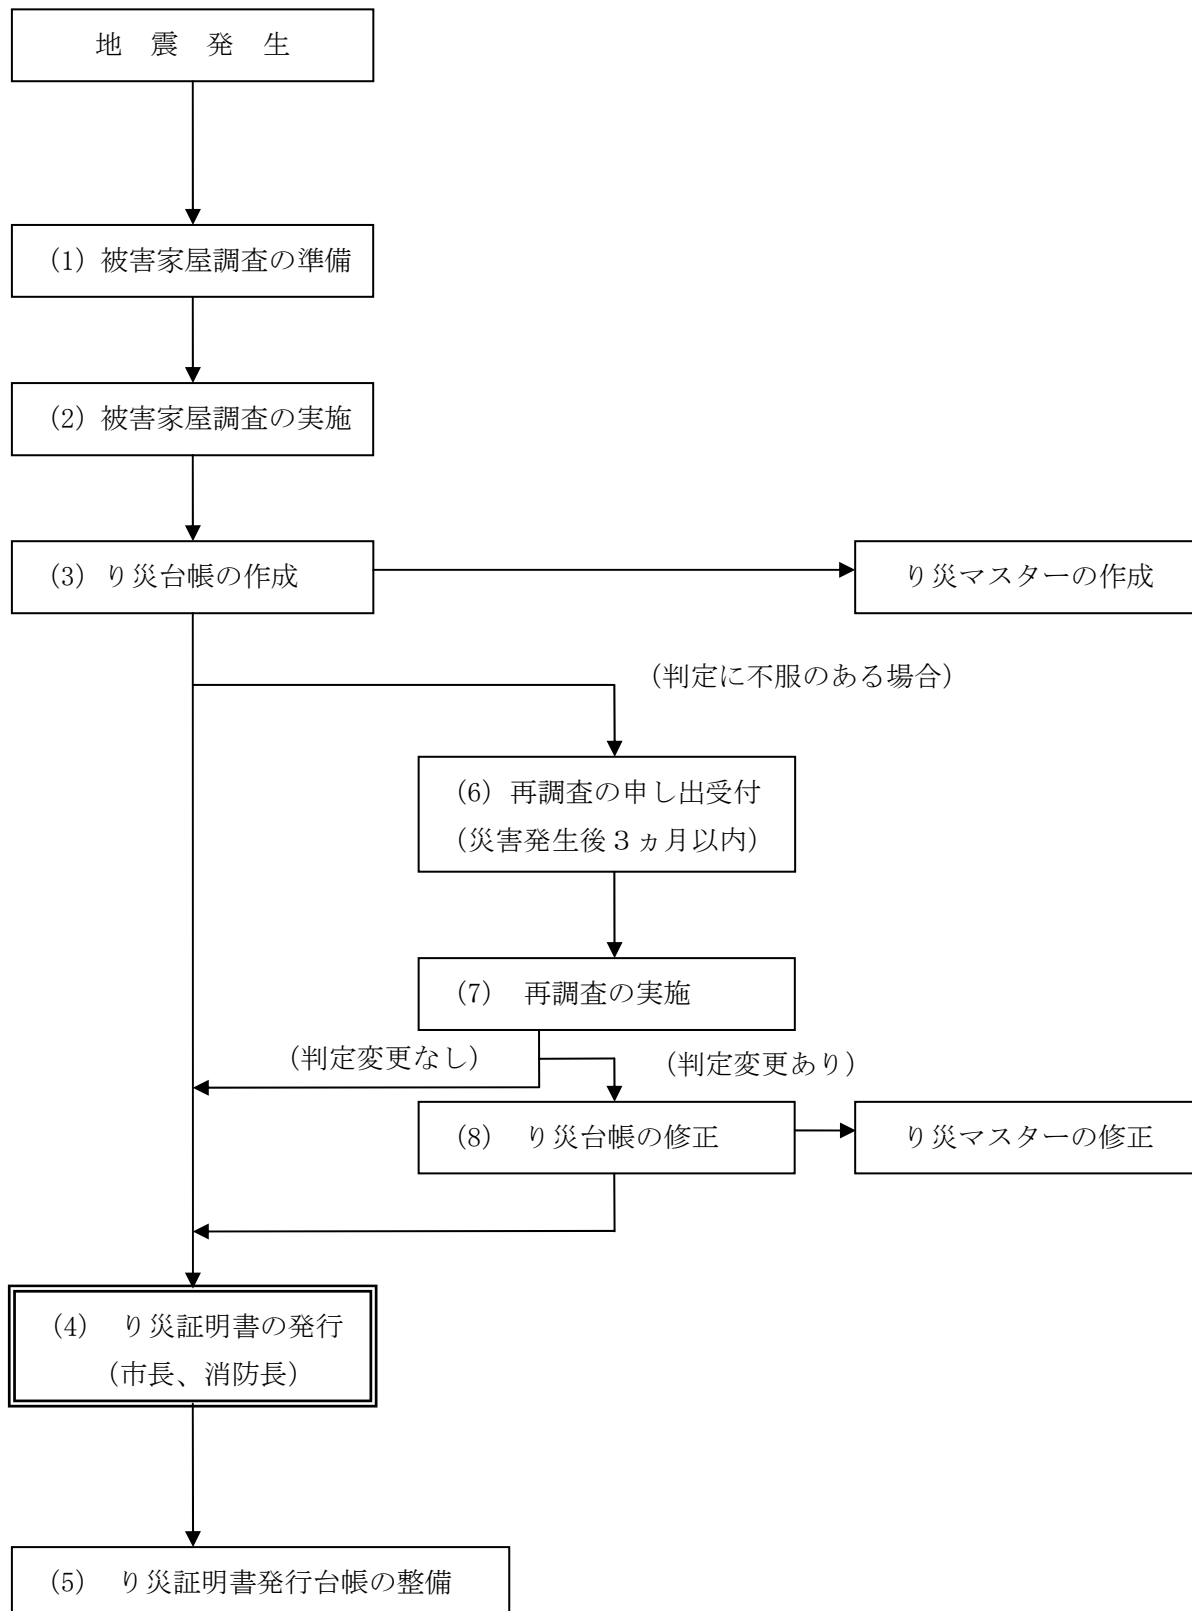 地　震　発　生
(1) 被害家屋調査の準備
(2) 被害家屋調査の実施
(3) り災台帳の作成
り災マスターの作成
(判定に不服のある場合)
(6) 再調査の申し出受付
(災害発生後３ヵ月以内)
(7)　再調査の実施
(判定変更なし)
(判定変更あり)
(8)　り災台帳の修正
り災マスターの修正
(4)　り災証明書の発行
(市長、消防長)
(5)　り災証明書発行台帳の整備